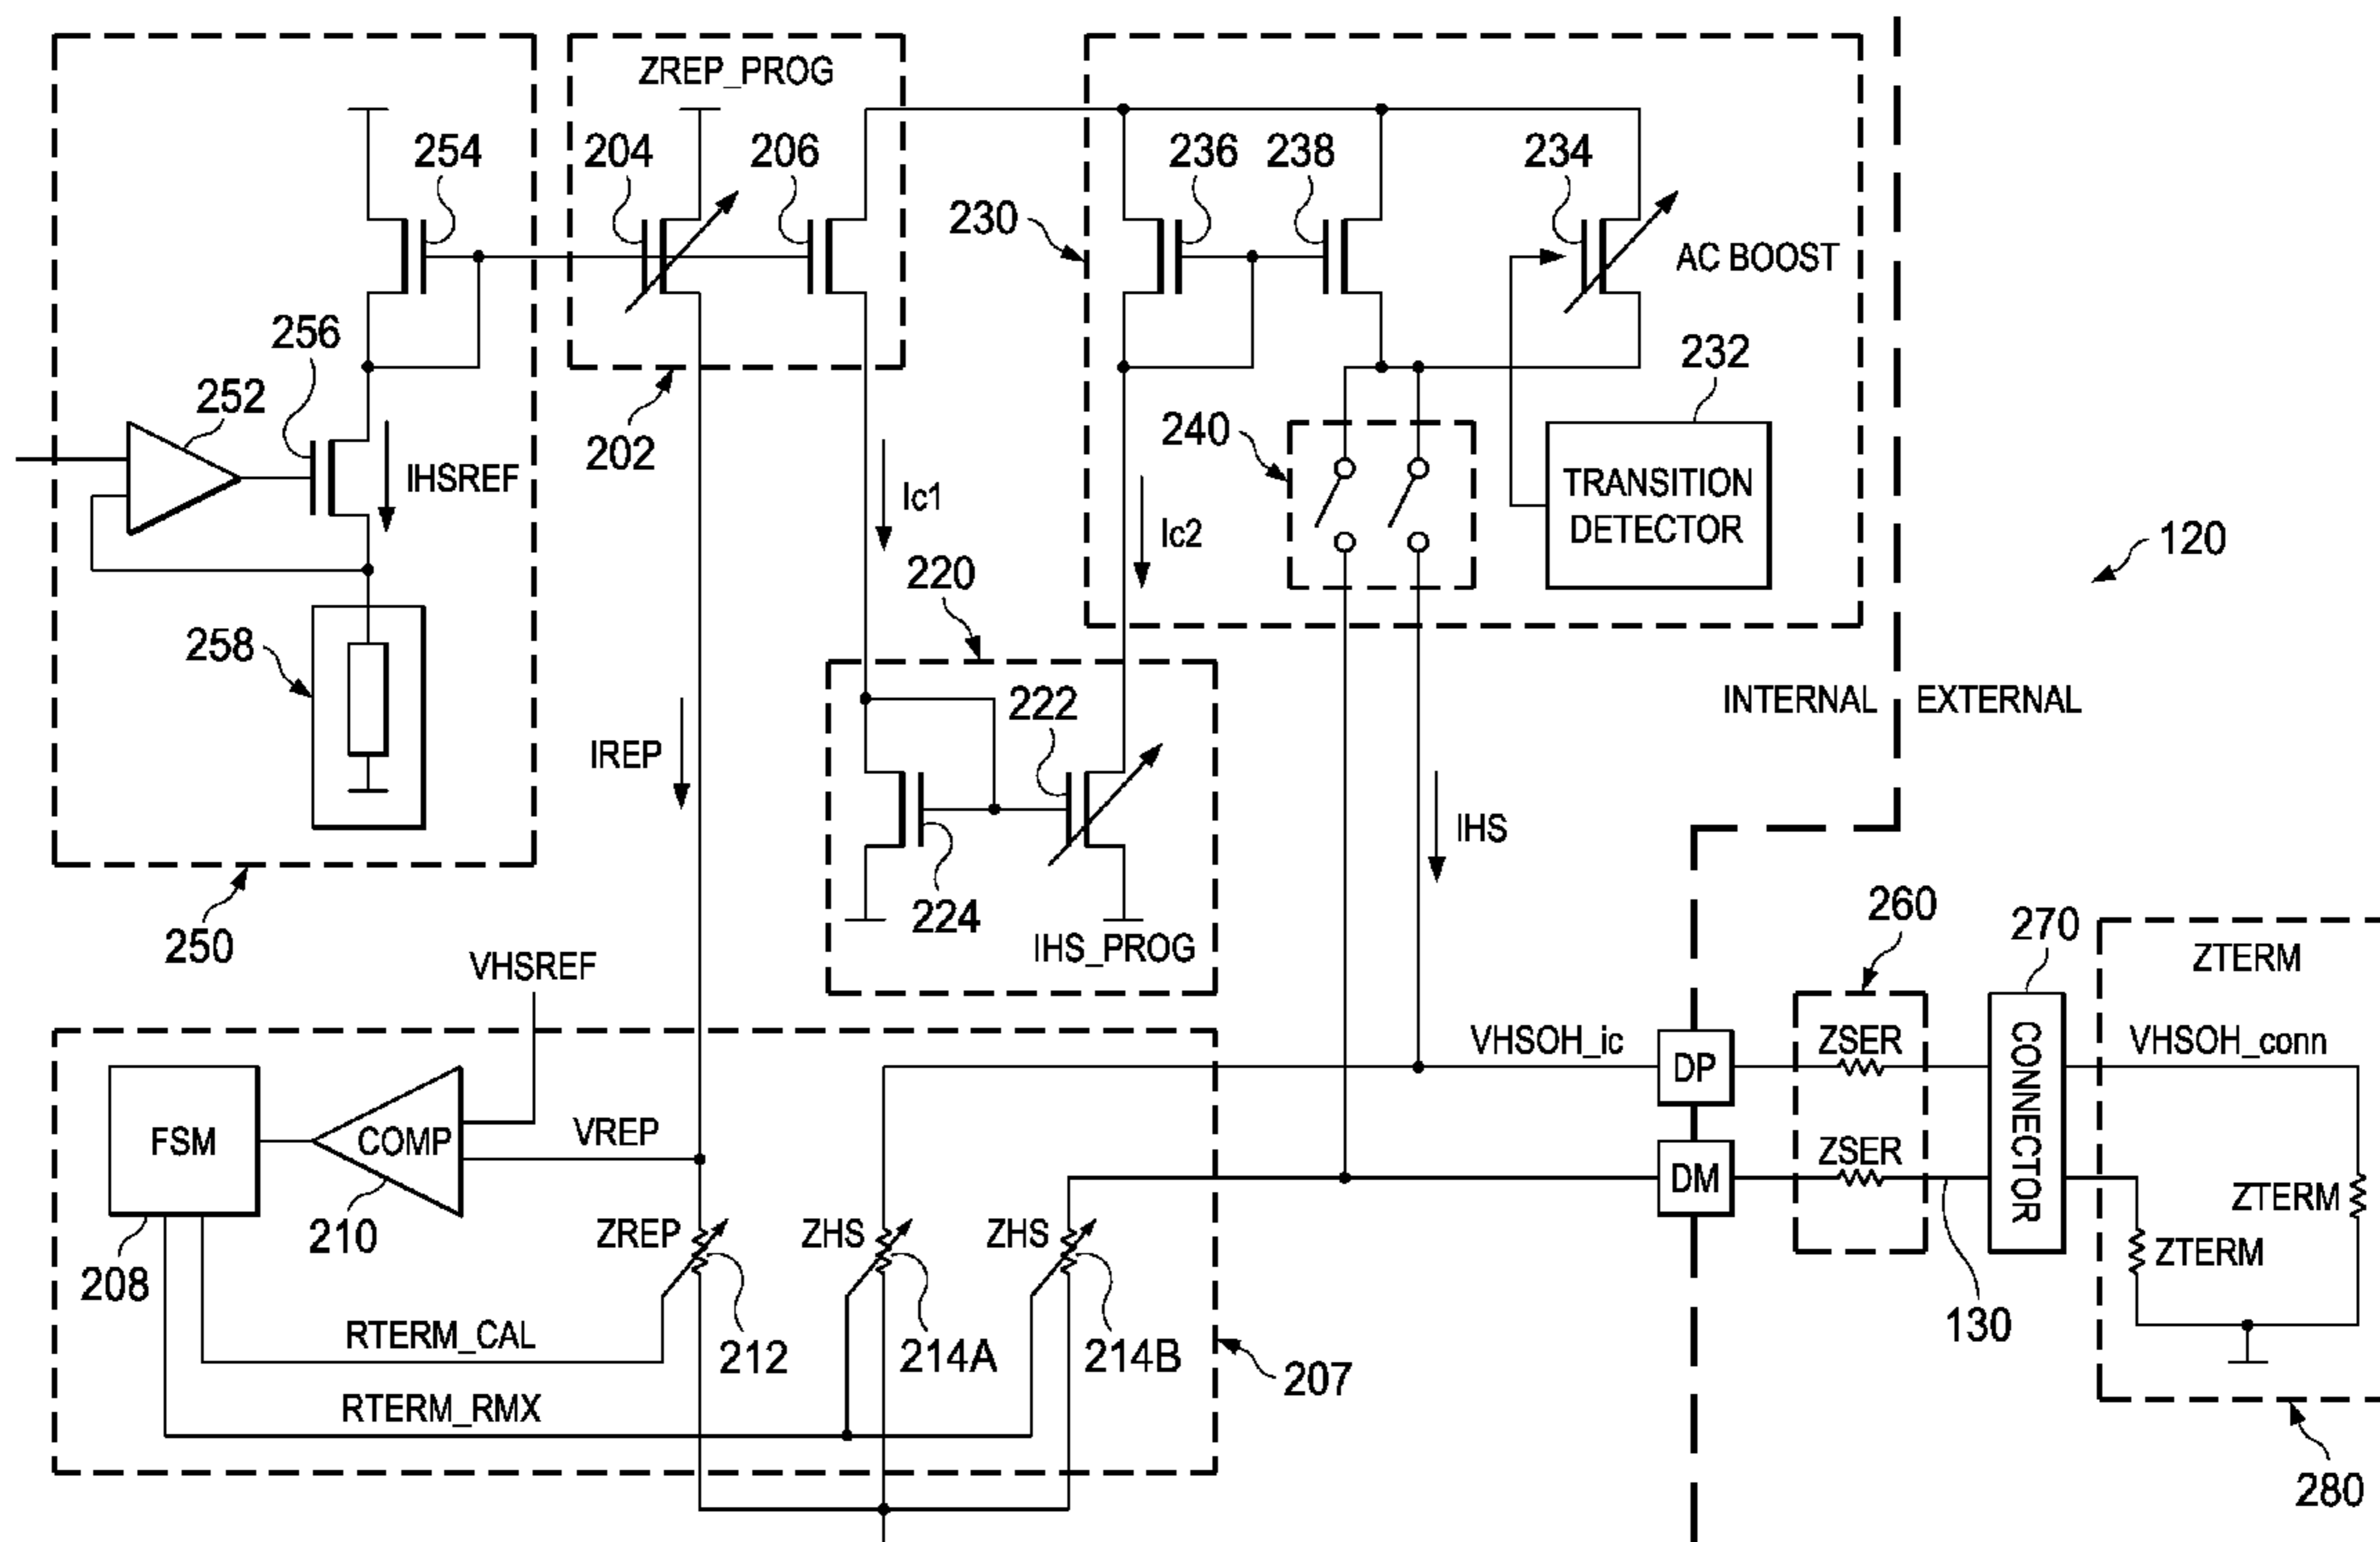 ZREP_PROG
254
204
206
236
238
234
230
AC BOOST
256
252
202
IHSREF
240
232
TRANSITION
DETECTOR
Ic1
Ic2
120
220
258
222
INTERNAL
EXTERNAL
IREP
IHS
224
250
IHS_PROG
260
270
ZTERM
VHSREF
VHSOH_ic
DP
ZSER
CONNECTOR
VHSOH_conn
FSM
COMP
VREP
DM
ZSER
ZTERM
ZTERM
208
210
ZREP
ZHS
ZHS
130
RTERM_CAL
212
214A
214B
207
RTERM_RMX
280